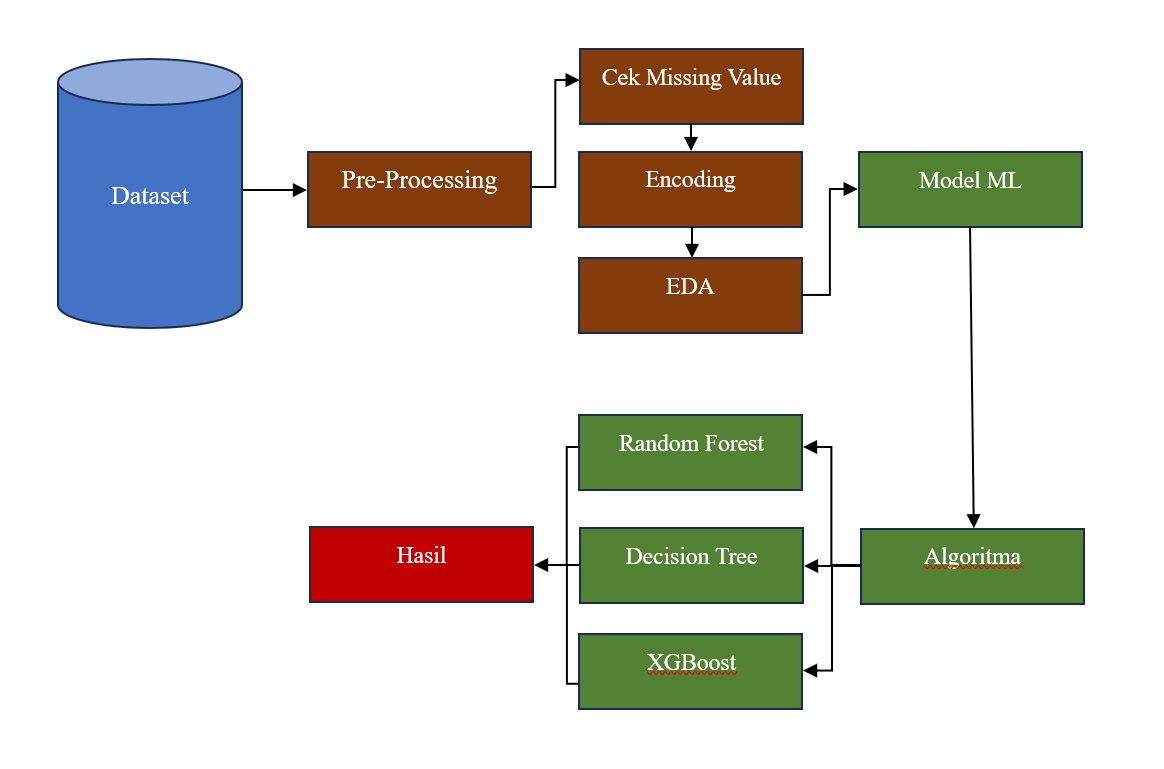 Dataset
Pre-Processing
Cek Missing Value
Encoding
EDA
Model ML
Algoritma
Random Forest
Decision Tree
XGBoost
Hasil